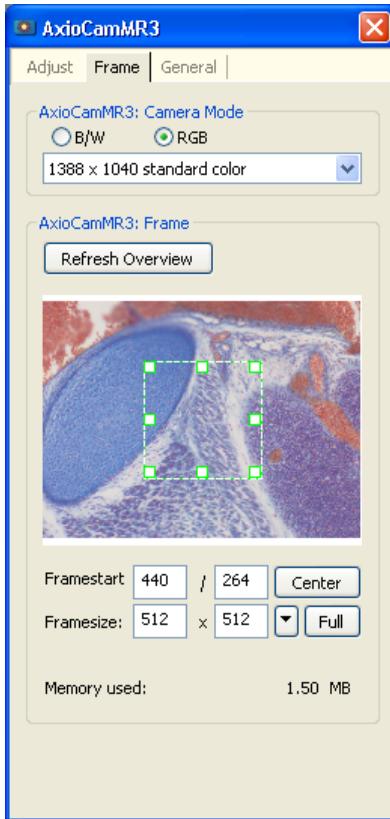 AxioCamMR3
Adjust Frame General
AxioCamMR3: Camera Mode
B/W RGB
1388 x 1040 standard color
AxioCamMR3: Frame
Refresh Overview
Framestart 440 / 264 Center
Framesize: 512 x 512 Full
Memory used: 1.50 MB